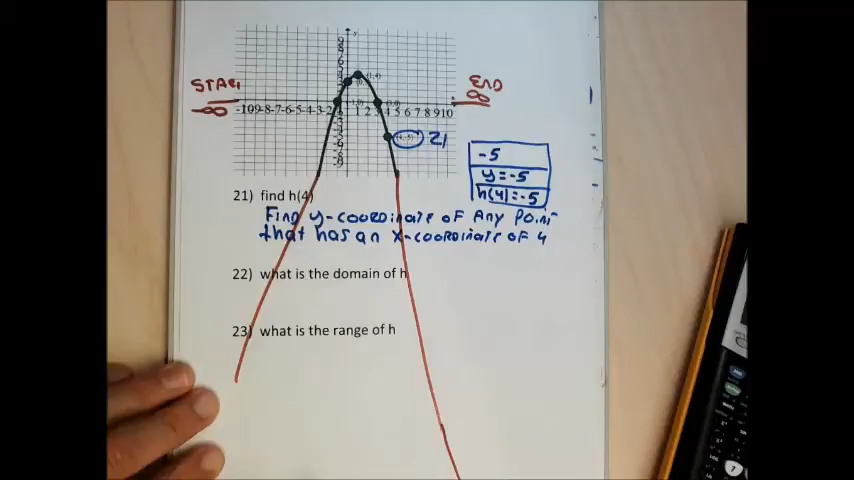 START
END
-∞
∞
-10-9-8-7-6-5-4-3-2
1 2 3 4 5 6 7 8 9 10
y
(4,-5)
21
-5
y=-5
h(4)=-5
21) find h(4)
Find y-coordinate of Any Point
that has an x-coordinate of 4
22) what is the domain of h
23) what is the range of h